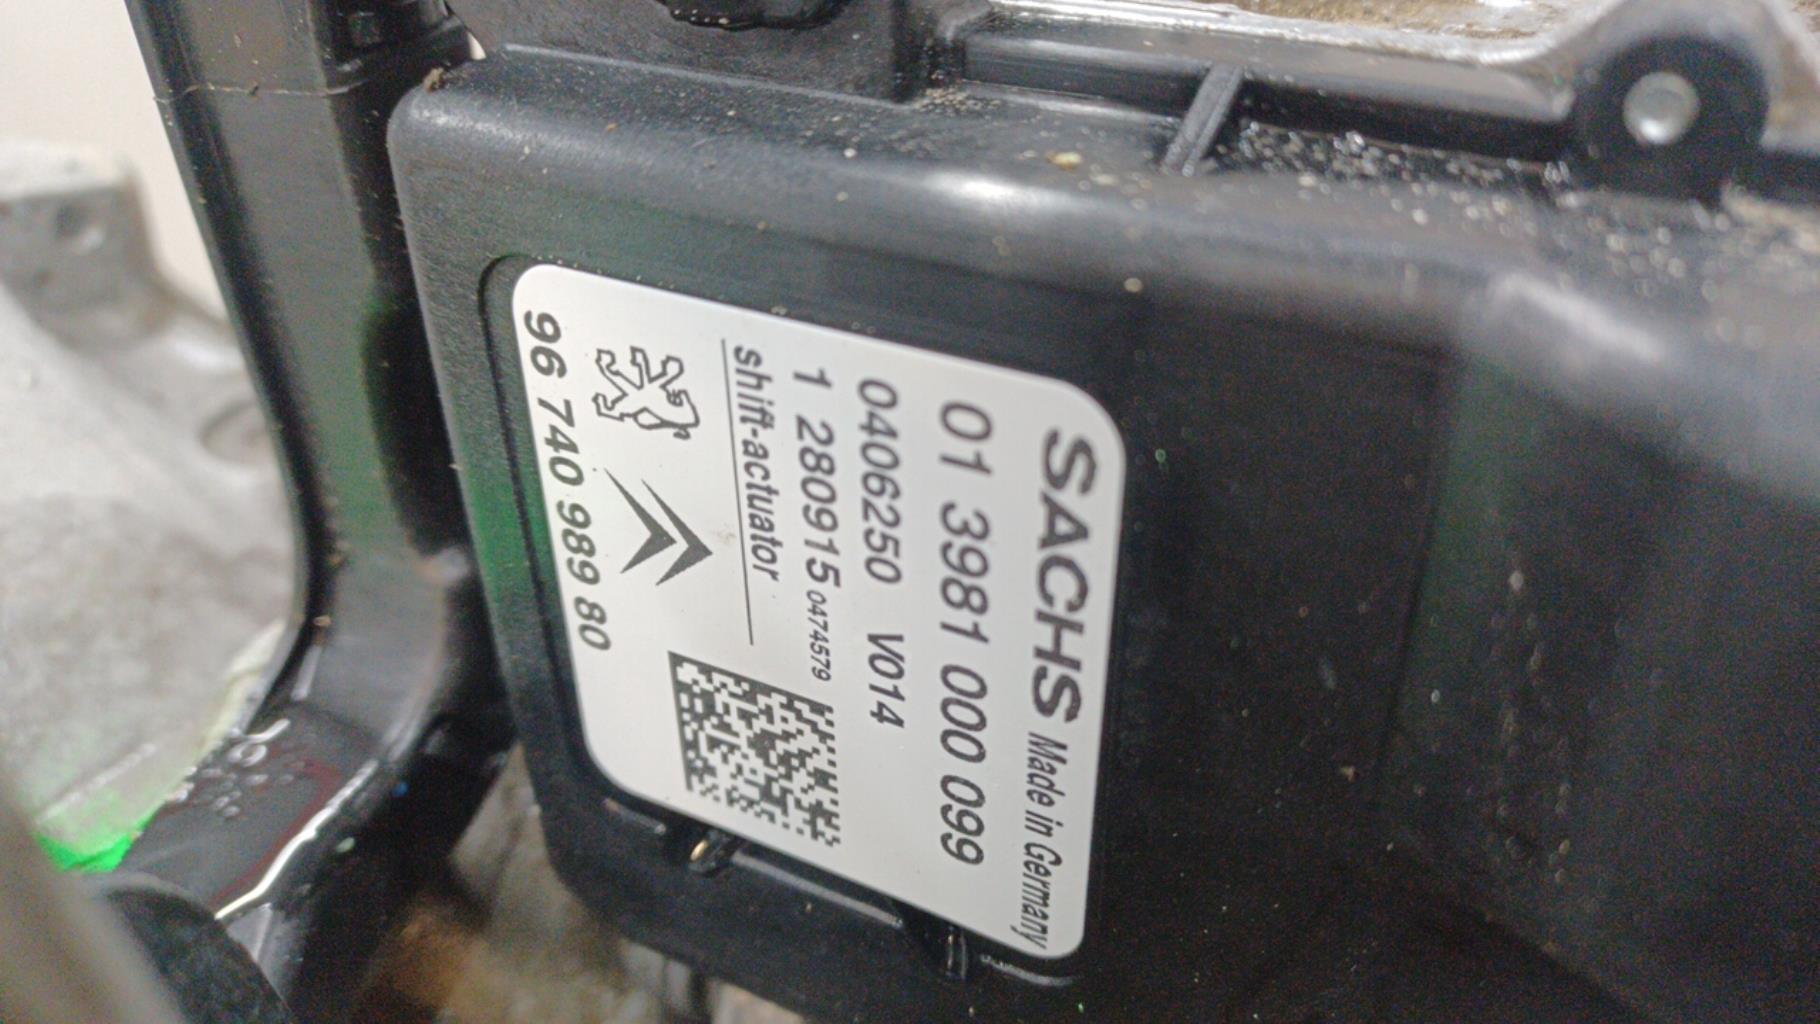 SACHS Made in Germany
01 3981 000 099
0406250 V014
1 280915 0474579
shift-actuator
96 740 989 80